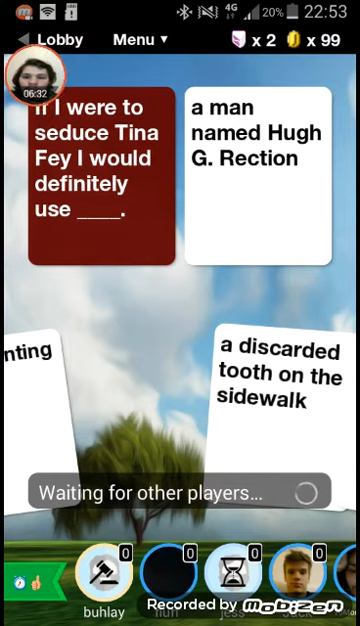 4G 20% 22:53
Lobby Menu x 2 x 99
06:32
If I were to
seduce Tina
Fey I would
definitely
use ____.
a man
named Hugh
G. Rection
nting
a discarded
tooth on the
sidewalk
Waiting for other players...
0 0 0 0
buhlay
Recorded by mobizen